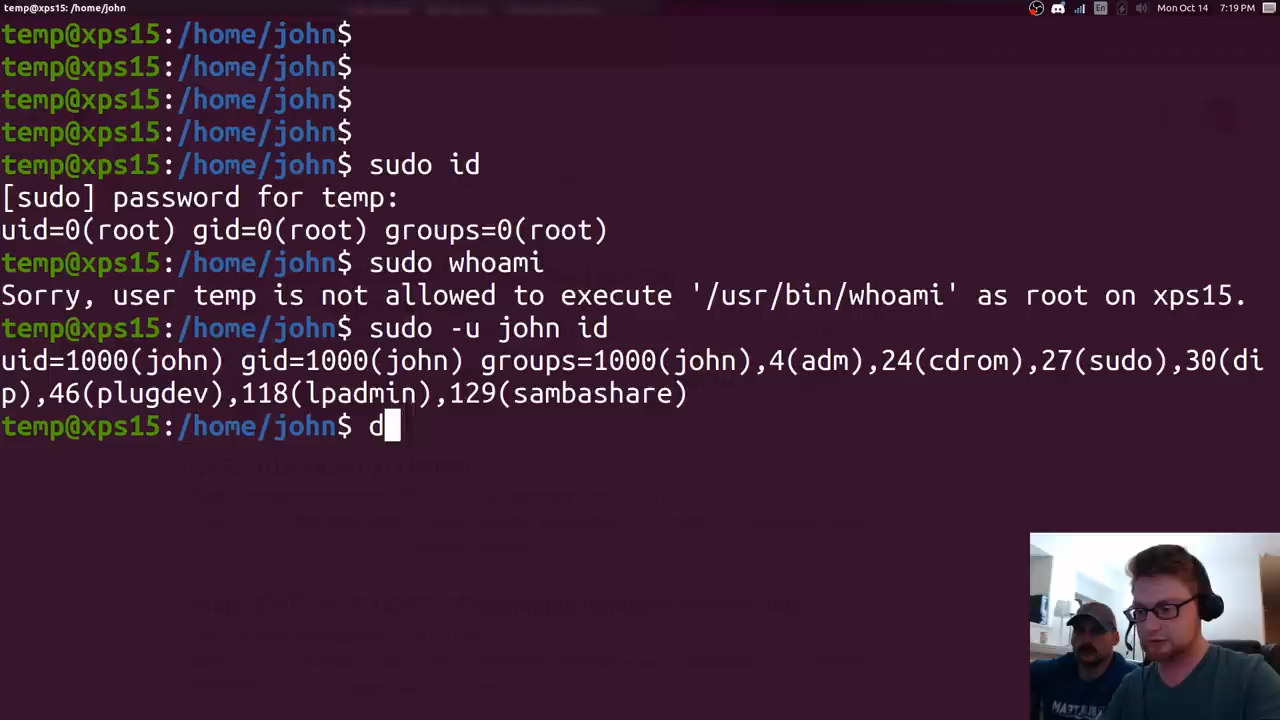 temp@xps15: /home/john
En
Mon Oct 14
7:19 PM
temp@xps15:/home/john$
temp@xps15:/home/john$
temp@xps15:/home/john$
temp@xps15:/home/john$
temp@xps15:/home/john$ sudo id
[sudo] password for temp:
uid=0(root) gid=0(root) groups=0(root)
temp@xps15:/home/john$ sudo whoami
Sorry, user temp is not allowed to execute '/usr/bin/whoami' as root on xps15.
temp@xps15:/home/john$ sudo -u john id
uid=1000(john) gid=1000(john) groups=1000(john),4(adm),24(cdrom),27(sudo),30(di
p),46(plugdev),118(lpadmin),129(sambashare)
temp@xps15:/home/john$ d